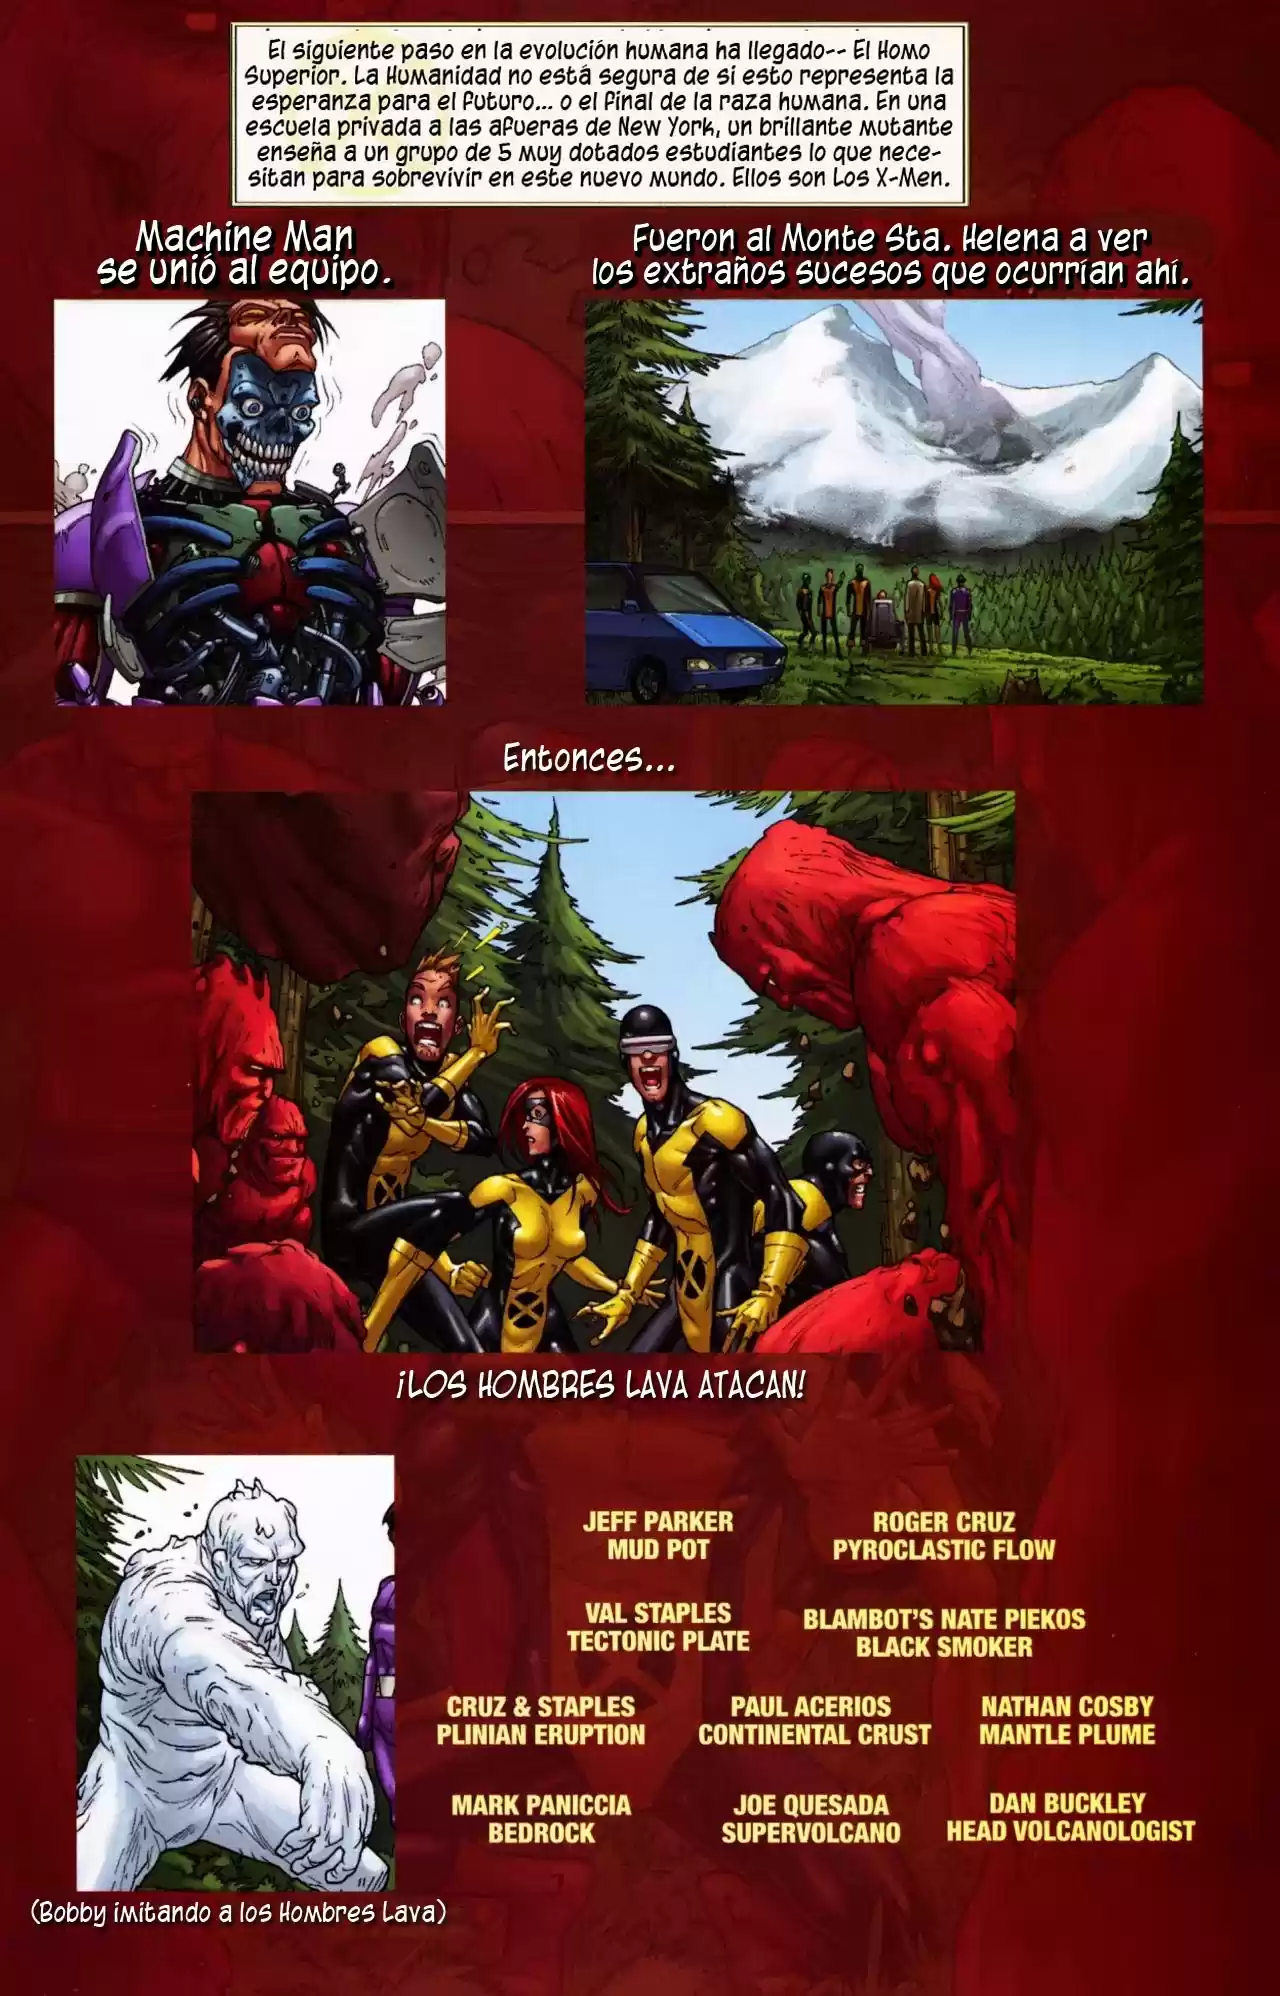 El siguiente paso en la evolución humana ha llegado-- El Homo
Superior. La Humanidad no está segura de si esto representa la
esperanza para el futuro... o el final de la raza humana. En una
escuela privada a las afueras de New York, un brillante mutante
enseña a un grupo de 5 muy dotados estudiantes lo que nece-
sitan para sobrevivir en este nuevo mundo. Ellos son Los X-Men.
Machine Man
se unió al equipo.
Fueron al Monte Sta. Helena a ver
los extraños sucesos que ocurrían ahí.
Entonces...
¡LOS HOMBRES LAVA ATACAN!
JEFF PARKER
MUD POT
ROGER CRUZ
PYROCLASTIC FLOW
VAL STAPLES
TECTONIC PLATE
BLAMBOT'S NATE PIEKOS
BLACK SMOKER
CRUZ & STAPLES
PLINIAN ERUPTION
PAUL ACERIOS
CONTINENTAL CRUST
NATHAN COSBY
MANTLE PLUME
MARK PANICCIA
BEDROCK
JOE QUESADA
SUPERVOLCANO
DAN BUCKLEY
HEAD VOLCANOLOGIST
(Bobby imitando a los Hombres Lava)